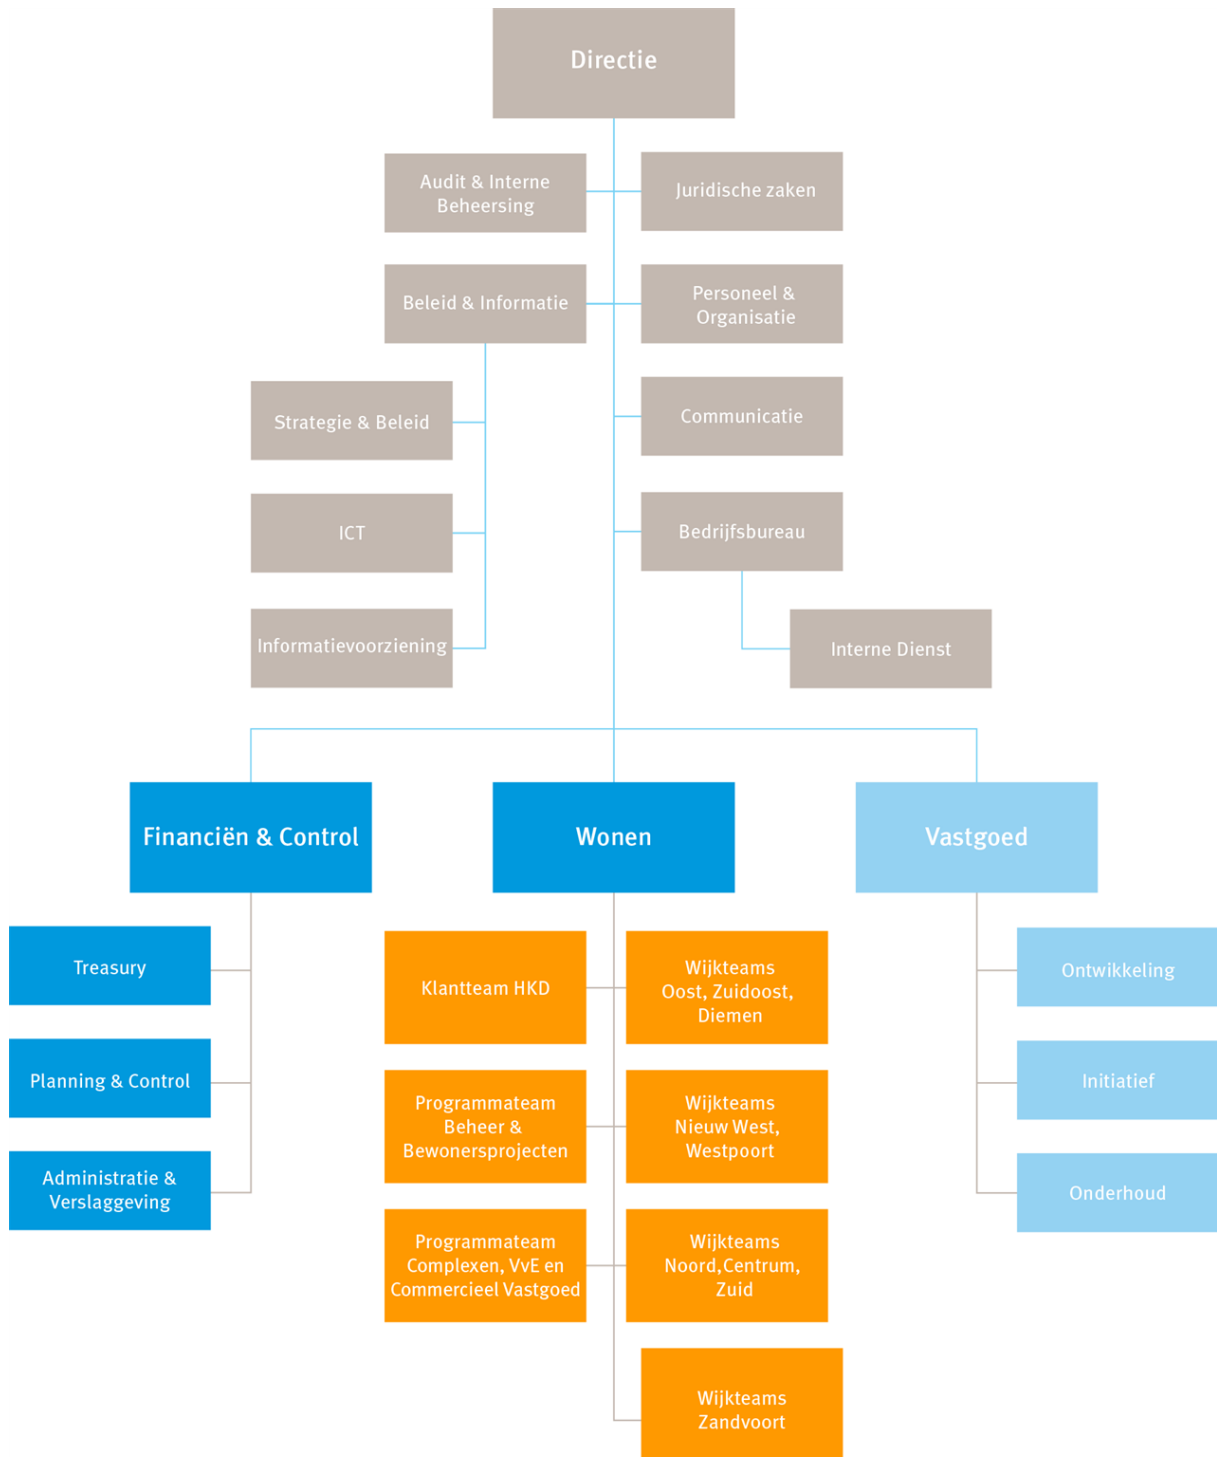 Directie
Audit & Interne
Beheersing
Juridische zaken
Beleid & Informatie
Personeel &
Organisatie
Strategie & Beleid
Communicatie
ICT
Bedrijfsbureau
Informatievoorziening
Interne Dienst
Financiën & Control
Wonen
Vastgoed
Treasury
Planning & Control
Administratie &
Verslaggeving
Klantteam HKD
Wijkteams
Oost, Zuidoost,
Diemen
Programmateam
Beheer &
Bewonersprojecten
Wijkteams
Nieuw West,
Westpoort
Programmateam
Complexen, VvE en
Commercieel Vastgoed
Wijkteams
Noord,Centrum,
Zuid
Wijkteams
Zandvoort
Ontwikkeling
Initiatief
Onderhoud